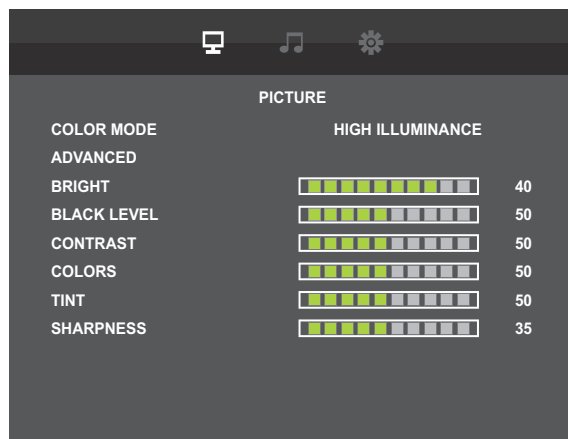 PICTURE
COLOR MODE HIGH ILLUMINANCE
ADVANCED
BRIGHT 40
BLACK LEVEL 50
CONTRAST 50
COLORS 50
TINT 50
SHARPNESS 35